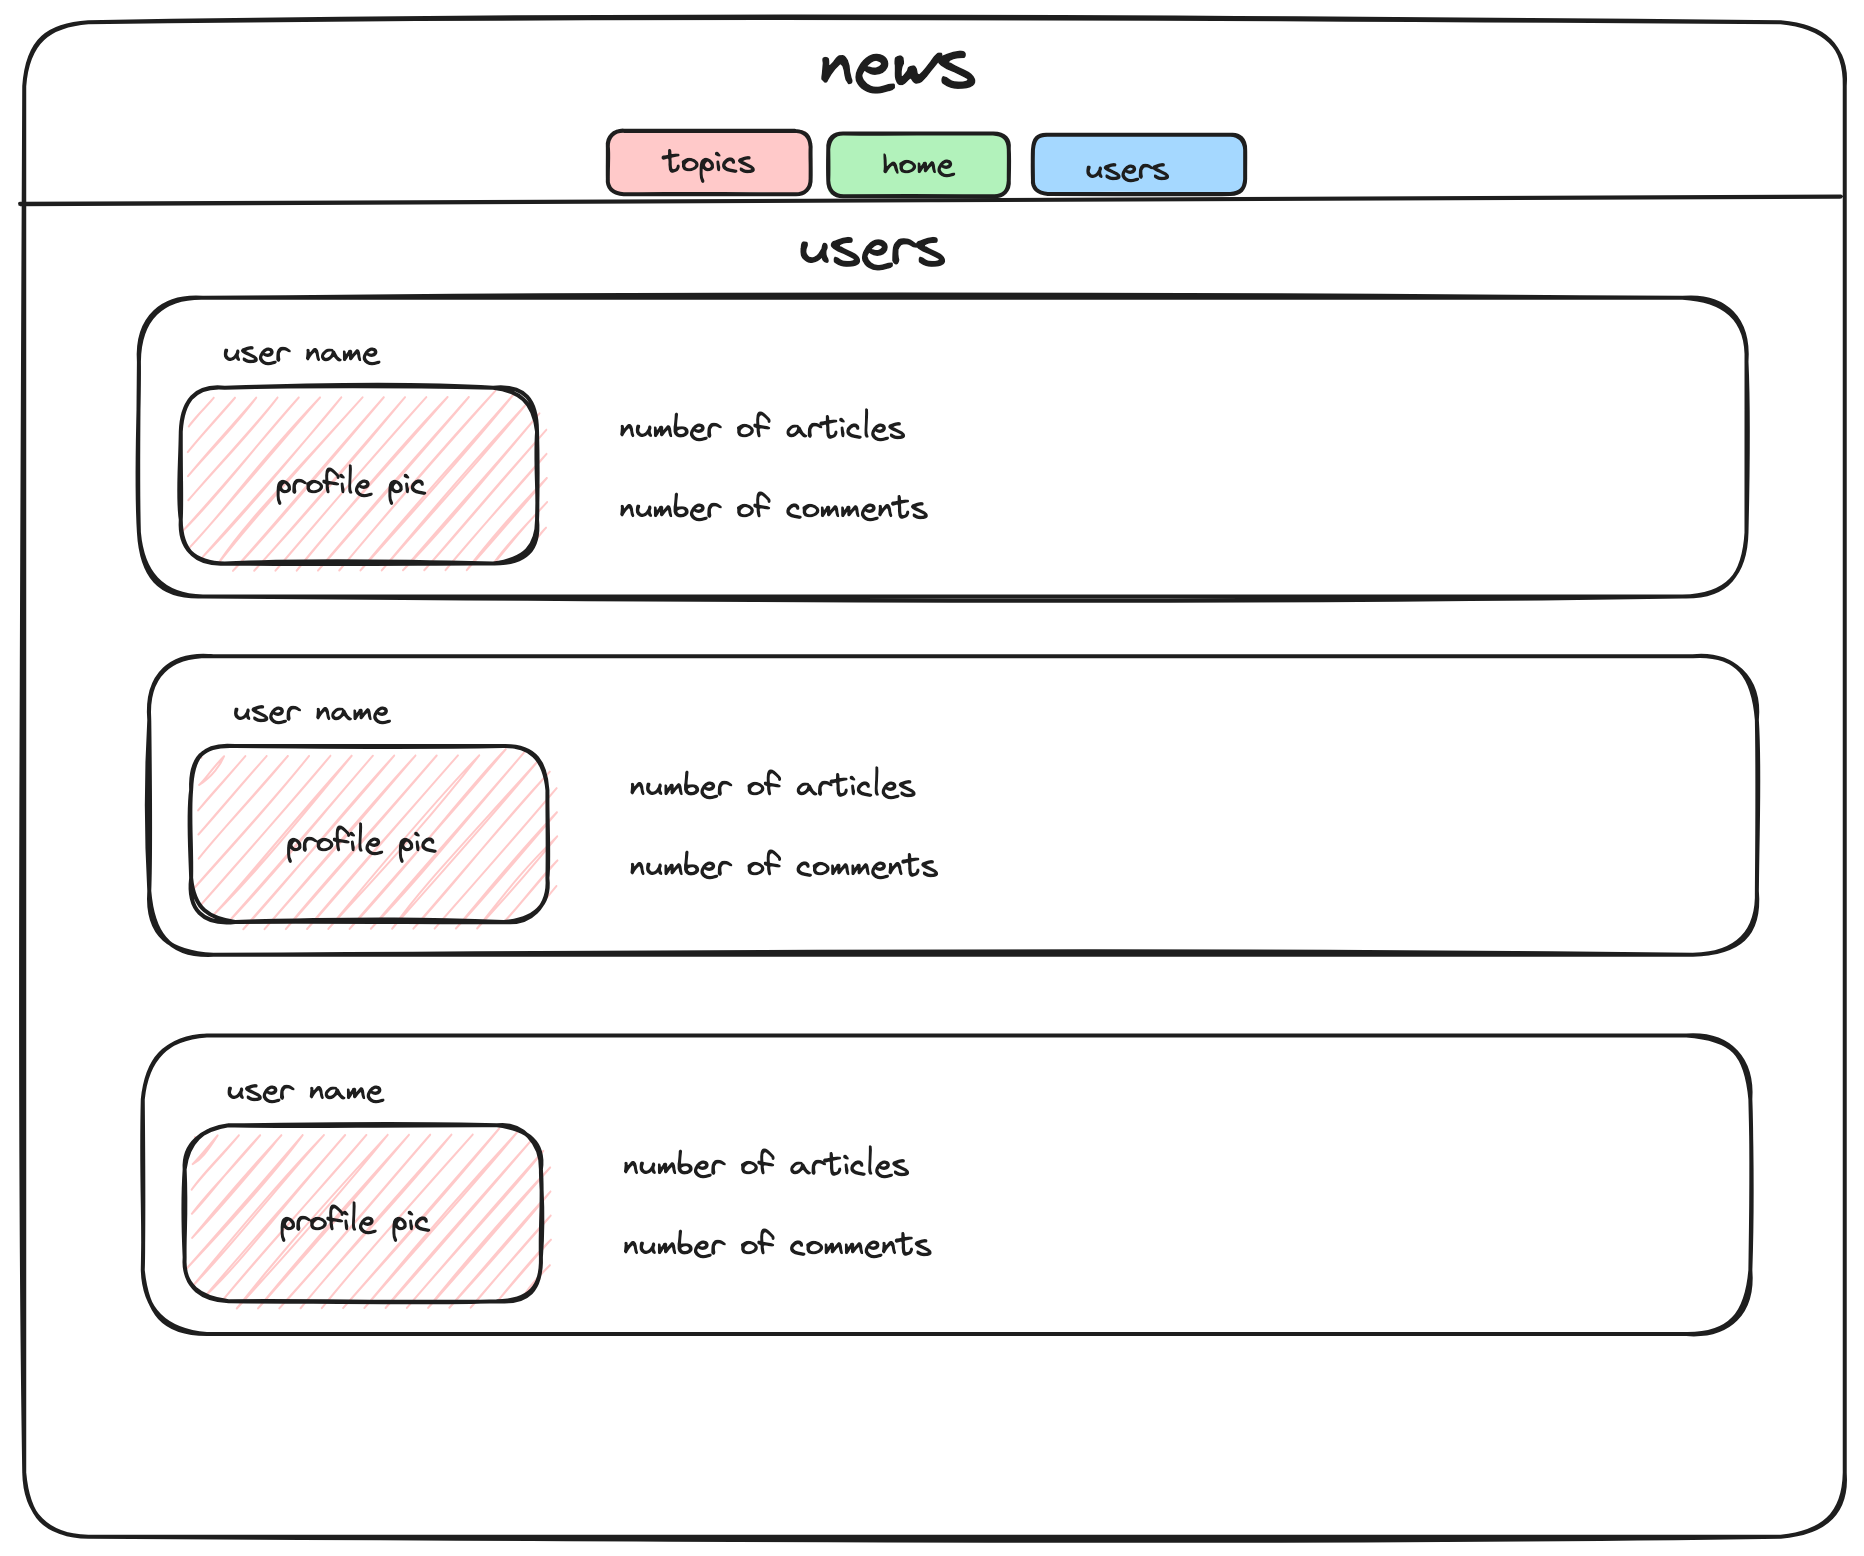 news
topics
home
users
users
user name
profile pic
number of articles
number of comments
user name
profile pic
number of articles
number of comments
user name
profile pic
number of articles
number of comments